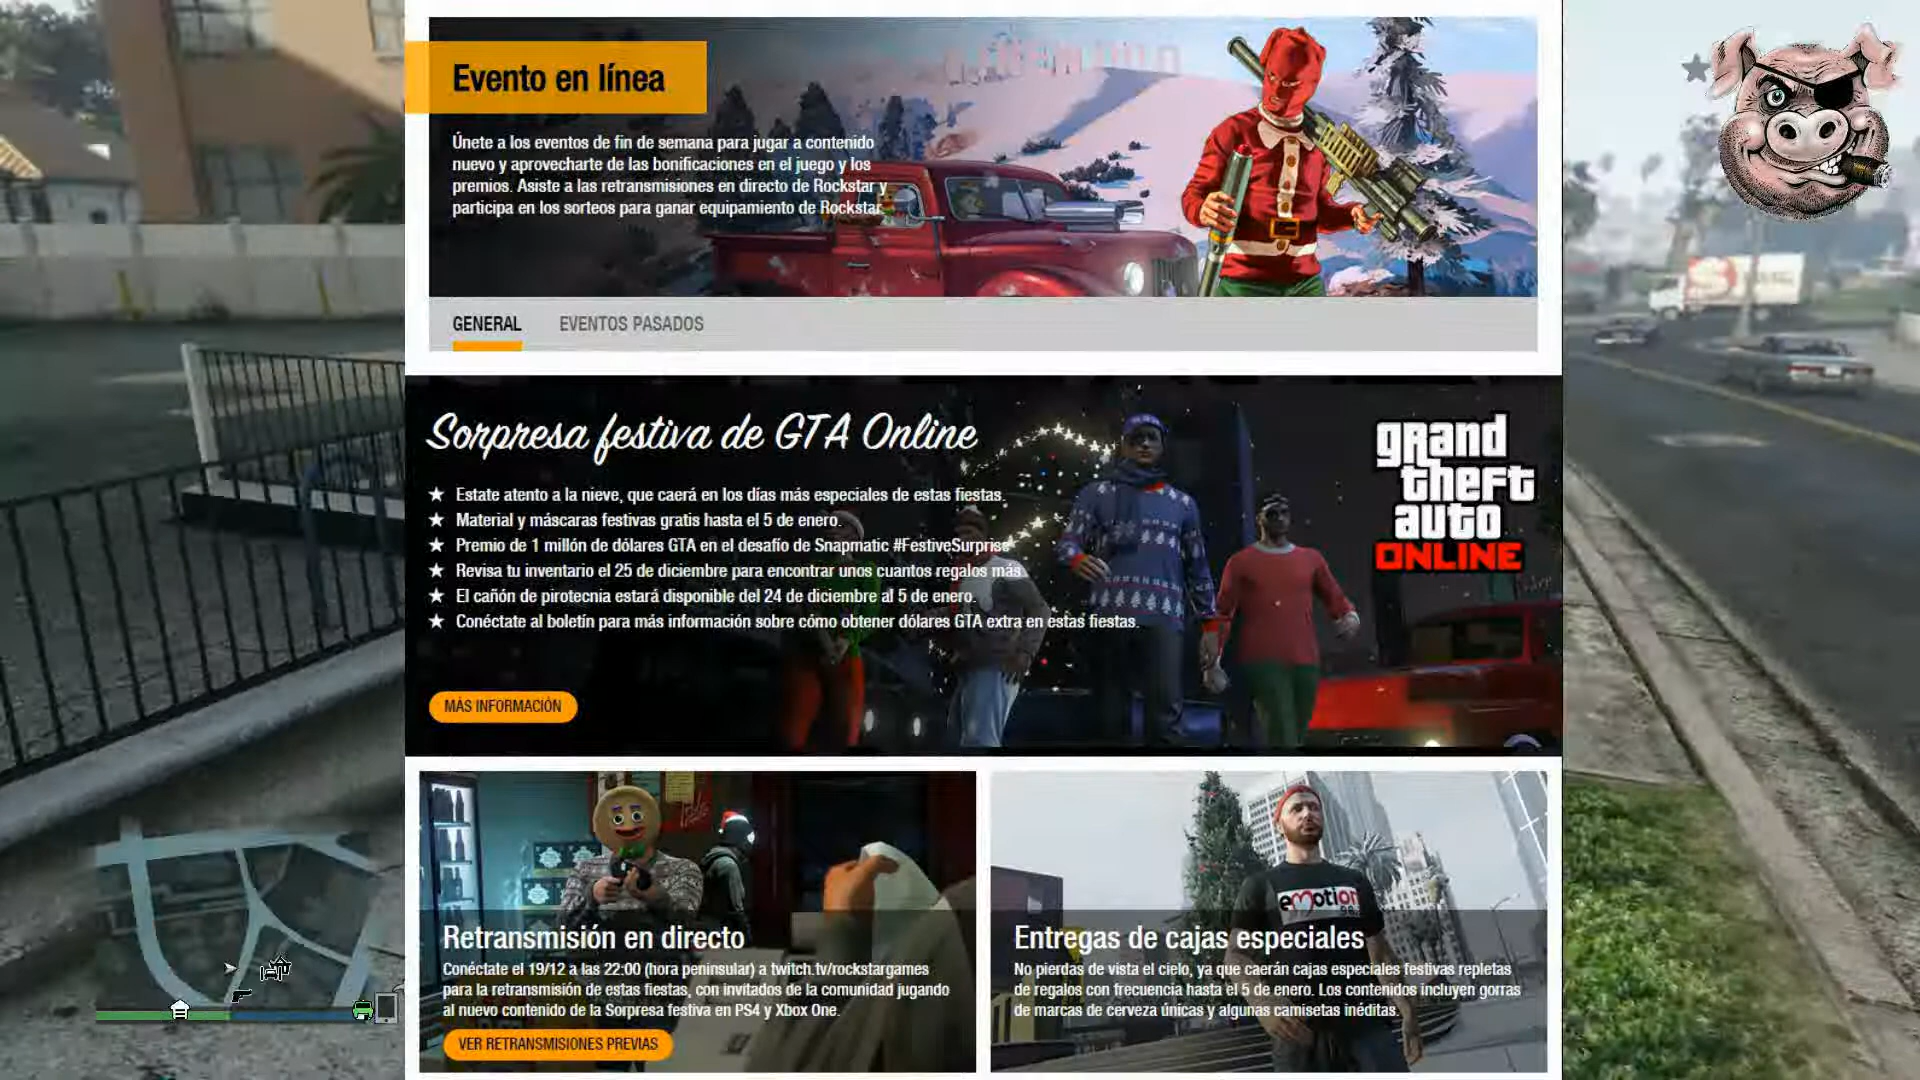 Evento en línea
Únete a los eventos de fin de semana para jugar a contenido
nuevo y aprovecharte de las bonificaciones en el juego y los
premios. Asiste a las retransmisiones en directo de Rockstar y
participa en los sorteos para ganar equipamiento de Rockstar.
GENERAL EVENTOS PASADOS
Sorpresa festiva de GTA Online
grand
theft
auto
ONLINE
★ Estate atento a la nieve, que caerá en los días más especiales de estas fiestas.
★ Material y máscaras festivas gratis hasta el 5 de enero.
★ Premio de 1 millón de dólares GTA en el desafío de Snapmatic #FestiveSurprise
★ Revisa tu inventario el 25 de diciembre para encontrar unos cuantos regalos más
★ El cañón de pirotecnia estará disponible del 24 de diciembre al 5 de enero.
★ Conéctate al boletín para más información sobre cómo obtener dólares GTA extra en estas fiestas.
MÁS INFORMACIÓN
Retransmisión en directo
Conéctate el 19/12 a las 22:00 (hora peninsular) a twitch.tv/rockstargames
para la retransmisión de estas fiestas, con invitados de la comunidad jugando
al nuevo contenido de la Sorpresa festiva en PS4 y Xbox One.
VER RETRANSMISIONES PREVIAS
emotion
Entregas de cajas especiales
No pierdas de vista el cielo, ya que caerán cajas especiales festivas repletas
de regalos con frecuencia hasta el 5 de enero. Los contenidos incluyen gorras
de marcas de cerveza únicas y algunas camisetas inéditas.